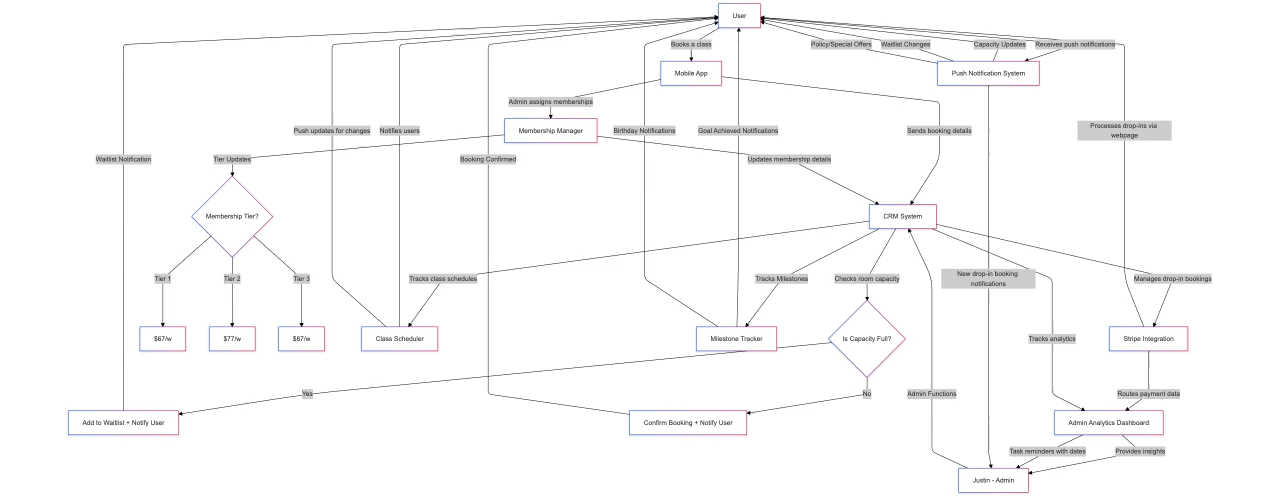 User
Books a class
Policy/Special Offers
Waitlist Changes
Capacity Updates
Receives push notifications
Mobile App
Push Notification System
Admin assigns memberships
Membership Manager
Push updates for changes
Notifies users
Birthday Notifications
Goal Achieved Notifications
Sends booking details
Processes drop-ins via
webpage
Waitlist Notification
Tier Updates
Booking Confirmed
Updates membership details
Membership Tier?
CRM System
Tier 1
Tier 2
Tier 3
Tracks class schedules
Tracks Milestones
Checks room capacity
New drop-in booking
notifications
Manages drop-in bookings
$67/w
$77/w
$87/w
Class Scheduler
Milestone Tracker
Is Capacity Full?
Tracks analytics
Stripe Integration
Yes
No
Admin Functions
Routes payment data
Add to Waitlist + Notify User
Confirm Booking + Notify User
Admin Analytics Dashboard
Task reminders with dates
Provides Insights
Justin - Admin